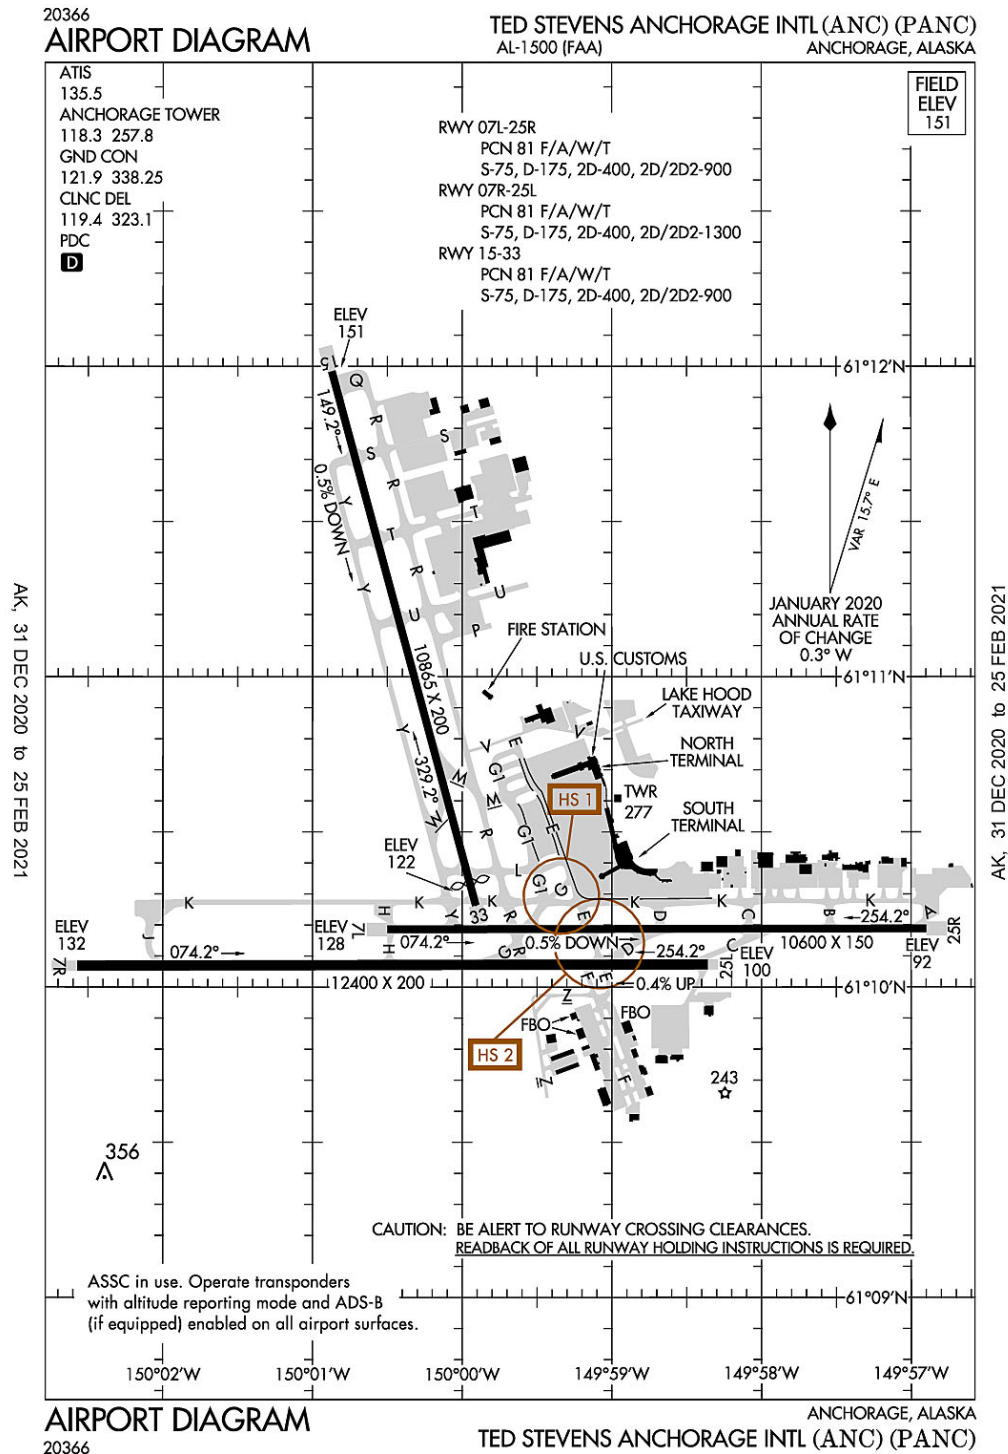 20366
AIRPORT DIAGRAM
TED STEVENS ANCHORAGE INTL (ANC) (PANC)
AL-1500 (FAA)
ANCHORAGE, ALASKA
ATIS
135.5
ANCHORAGE TOWER
118.3 257.8
GND CON
121.9 338.25
CLNC DEL
119.4 323.1
PDC
D
FIELD
ELEV
151
RWY 07L-25R
PCN 81 F/A/W/T
S-75, D-175, 2D-400, 2D/2D2-900
RWY 07R-25L
PCN 81 F/A/W/T
S-75, D-175, 2D-400, 2D/2D2-1300
RWY 15-33
PCN 81 F/A/W/T
S-75, D-175, 2D-400, 2D/2D2-900
ELEV
151
61°12'N
15
Q
149.2°
R
S
S
0.5% DOWN
Y
R
T
T
Y
R
U
U
P
VAR 15.7° E
JANUARY 2020
ANNUAL RATE
OF CHANGE
0.3° W
FIRE STATION
U.S. CUSTOMS
61°11'N
10865 X 200
LAKE HOOD
TAXIWAY
Y
V
E
V
NORTH
TERMINAL
329.2°
M
G1
M
HS 1
TWR
277
SOUTH
TERMINAL
W
R
G1
E
ELEV
122
L
G1
G
K
K
K
K
K
K
H
Y
33
R
E
D
C
B
254.2°
A
J
ELEV
132
ELEV
128
7L
074.2°
0.5% DOWN
10600 X 150
25R
ELEV
92
7R
074.2°
H
G
R
D
254.2°
C
ELEV
100
25L
12400 X 200
F
E
0.4% UP
61°10'N
Z
FBO
FBO
HS 2
Z
F
243
356
CAUTION: BE ALERT TO RUNWAY CROSSING CLEARANCES.
READBACK OF ALL RUNWAY HOLDING INSTRUCTIONS IS REQUIRED.
ASSC in use. Operate transponders
with altitude reporting mode and ADS-B
(if equipped) enabled on all airport surfaces.
61°09'N
150°02'W
150°01'W
150°00'W
149°59'W
149°58'W
149°57'W
AIRPORT DIAGRAM
20366
ANCHORAGE, ALASKA
TED STEVENS ANCHORAGE INTL (ANC) (PANC)
AK, 31 DEC 2020 to 25 FEB 2021
AK, 31 DEC 2020 to 25 FEB 2021